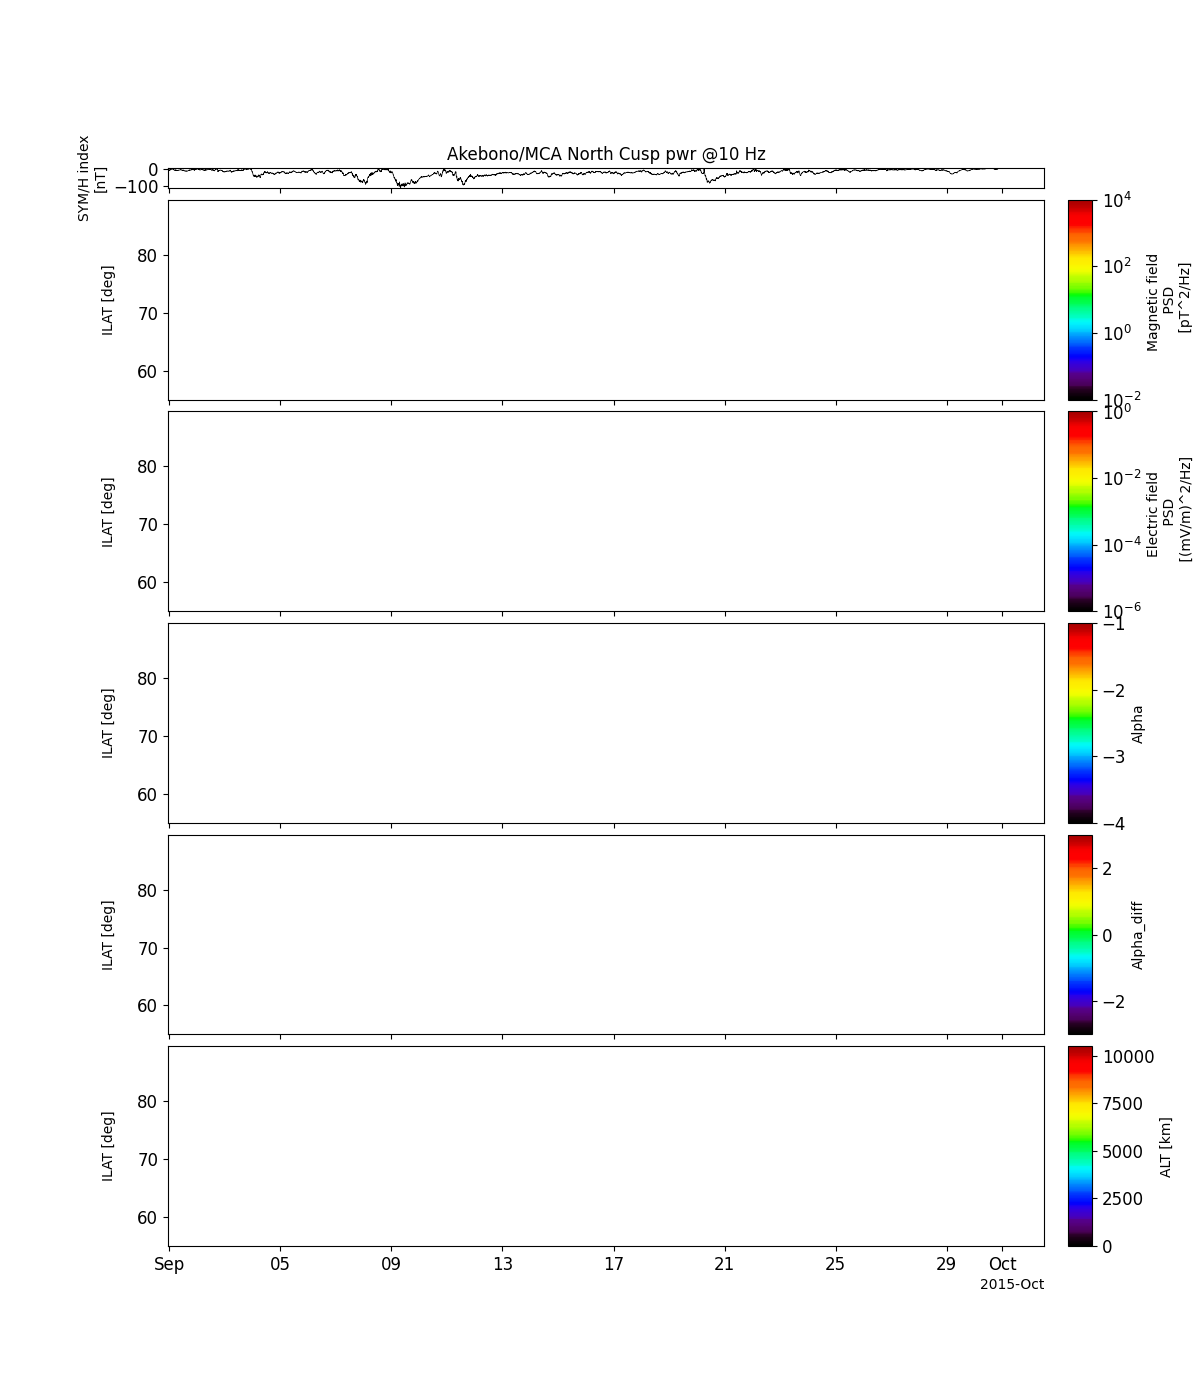 Akebono/MCA North Cusp pwr @10 Hz
SYM/H index
[nT]
0
−100
ILAT [deg]
80
70
60
10^4
10^2
10^0
10^−2
Magnetic field
PSD
[pT^2/Hz]
ILAT [deg]
80
70
60
10^0
10^−2
10^−4
10^−6
Electric field
PSD
[(mV/m)^2/Hz]
ILAT [deg]
80
70
60
−1
−2
−3
−4
Alpha
ILAT [deg]
80
70
60
2
0
−2
Alpha_diff
ILAT [deg]
80
70
60
10000
7500
5000
2500
0
ALT [km]
Sep 05 09 13 17 21 25 29 Oct
2015-Oct